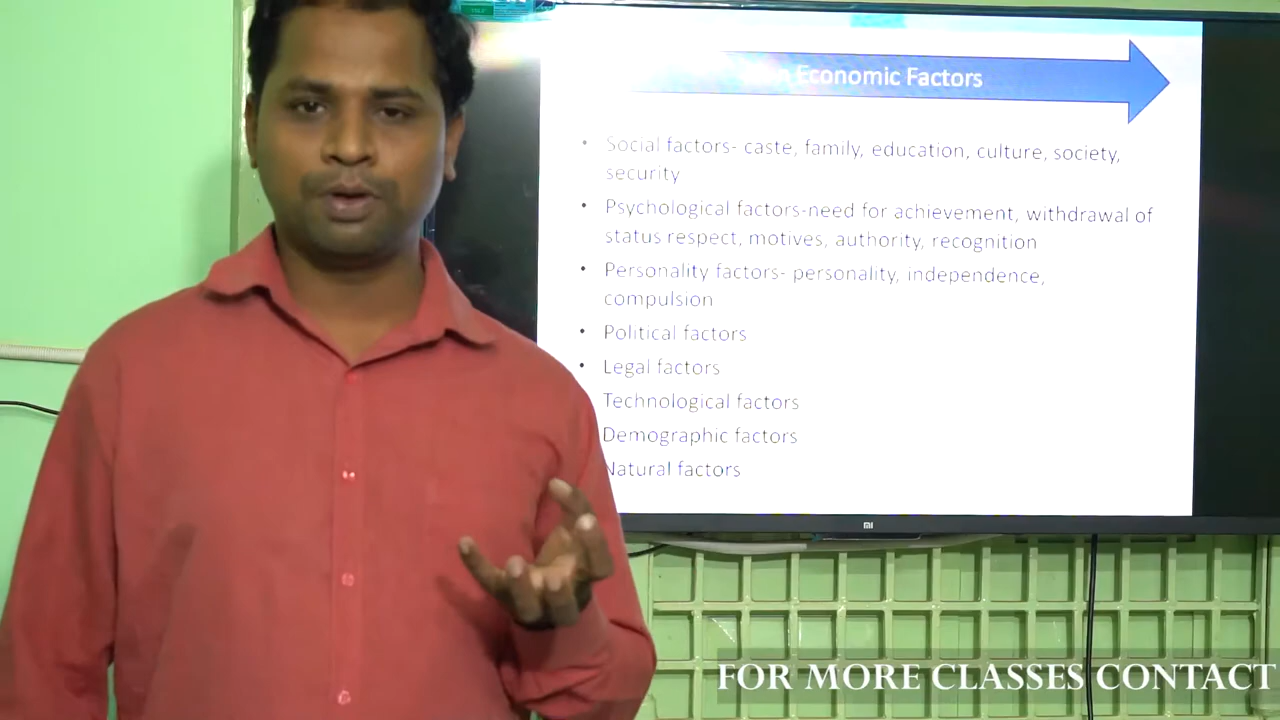 Economic Factors
• Social factors- caste, family, education, culture, society,
security
• Psychological factors-need for achievement, withdrawal of
status respect, motives, authority, recognition
• Personality factors- personality, independence,
compulsion
• Political factors
• Legal factors
Technological factors
Demographic factors
Natural factors
mi
FOR MORE CLASSES CONTACT